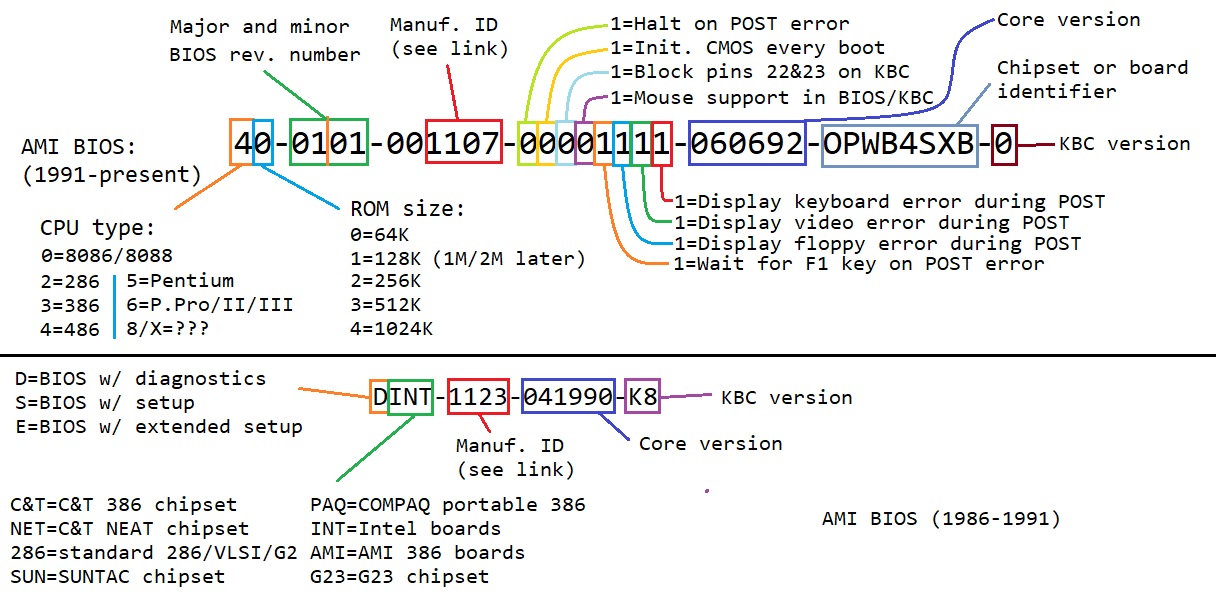 Major and minor
BIOS rev. number
Manuf. ID
(see link)
1=Halt on POST error
1=Init. CMOS every boot
1=Block pins 22&23 on KBC
1=Mouse support in BIOS/KBC
Core version
Chipset or board
identifier
AMI BIOS:
(1991-present)
40-0101-001107-00001111-060692-OPWB4SXB-0
KBC version
CPU type:
0=8086/8088
2=286
3=386
4=486
5=Pentium
6=P.Pro/II/III
8/X=???
ROM size:
0=64K
1=128K (1M/2M later)
2=256K
3=512K
4=1024K
1=Display keyboard error during POST
1=Display video error during POST
1=Display floppy error during POST
1=Wait for F1 key on POST error
D=BIOS w/ diagnostics
S=BIOS w/ setup
E=BIOS w/ extended setup
DINT-1123-041990-K8
KBC version
Manuf. ID
(see link)
Core version
C&T=C&T 386 chipset
NET=C&T NEAT chipset
286=standard 286/VLSI/G2
SUN=SUNTAC chipset
PAQ=COMPAQ portable 386
INT=Intel boards
AMI=AMI 386 boards
G23=G23 chipset
AMI BIOS (1986-1991)